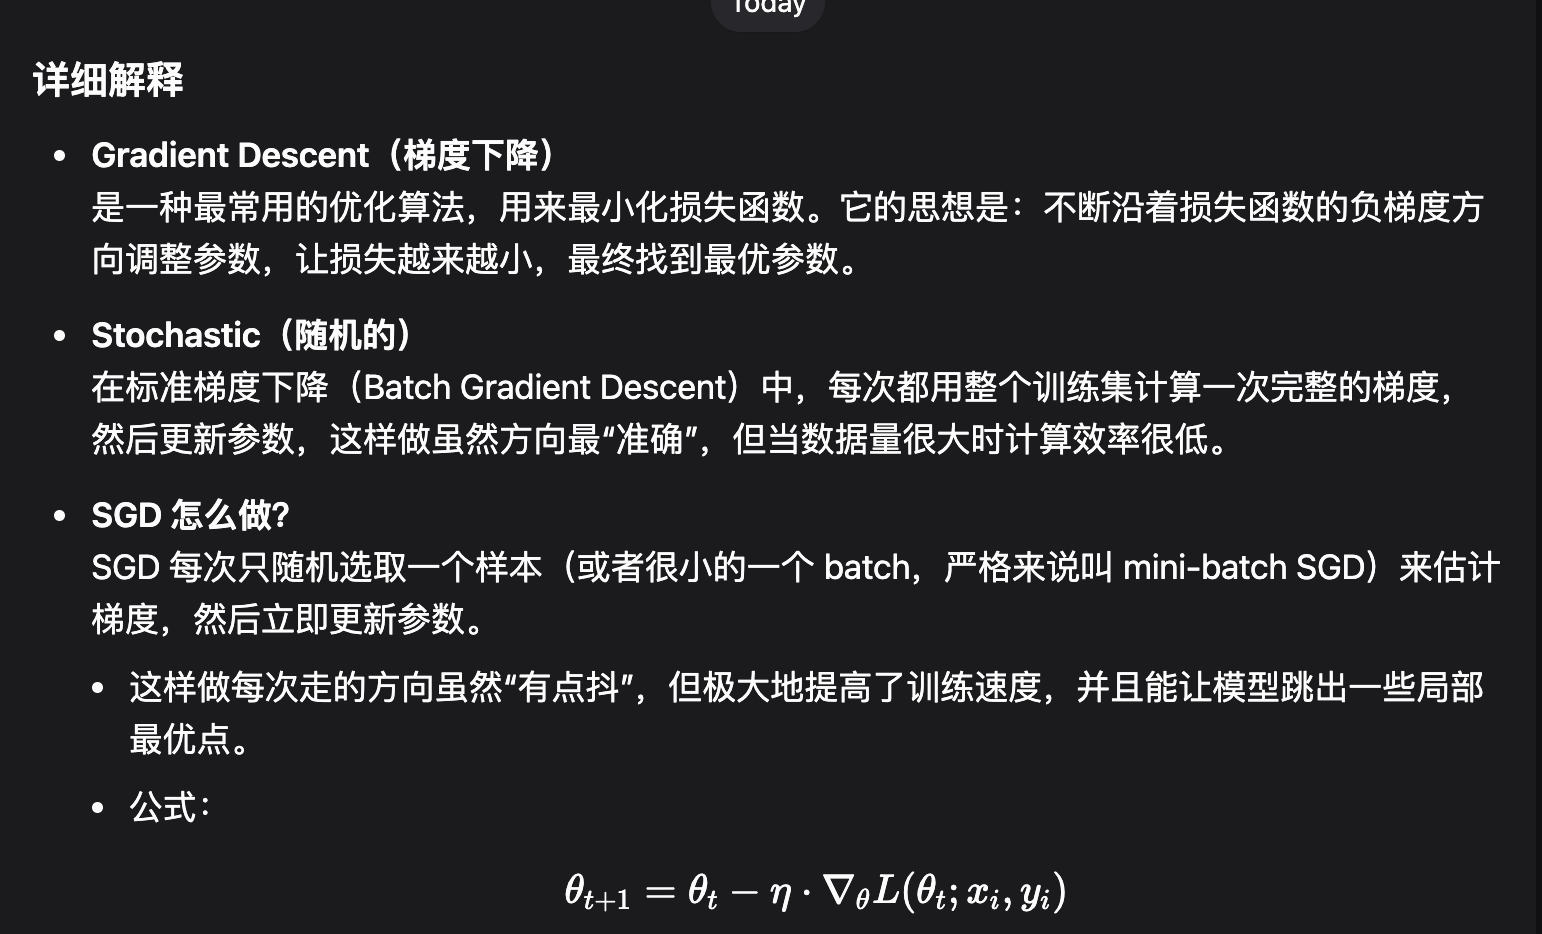 Today
详细解释
• Gradient Descent（梯度下降）
是一种最常用的优化算法，用来最小化损失函数。它的思想是：不断沿着损失函数的负梯度方
向调整参数，让损失越来越小，最终找到最优参数。
• Stochastic（随机的）
在标准梯度下降（Batch Gradient Descent）中，每次都用整个训练集计算一次完整的梯度，
然后更新参数，这样做虽然方向最“准确”，但当数据量很大时计算效率很低。
• SGD 怎么做?
SGD 每次只随机选取一个样本（或者很小的一个 batch，严格来说叫 mini-batch SGD）来估计
梯度，然后立即更新参数。
• 这样做每次走的方向虽然“有点抖”，但极大地提高了训练速度，并且能让模型跳出一些局部
最优点。
• 公式：
θ_{t+1} = θ_t − η · ∇_θ L(θ_t; x_i, y_i)